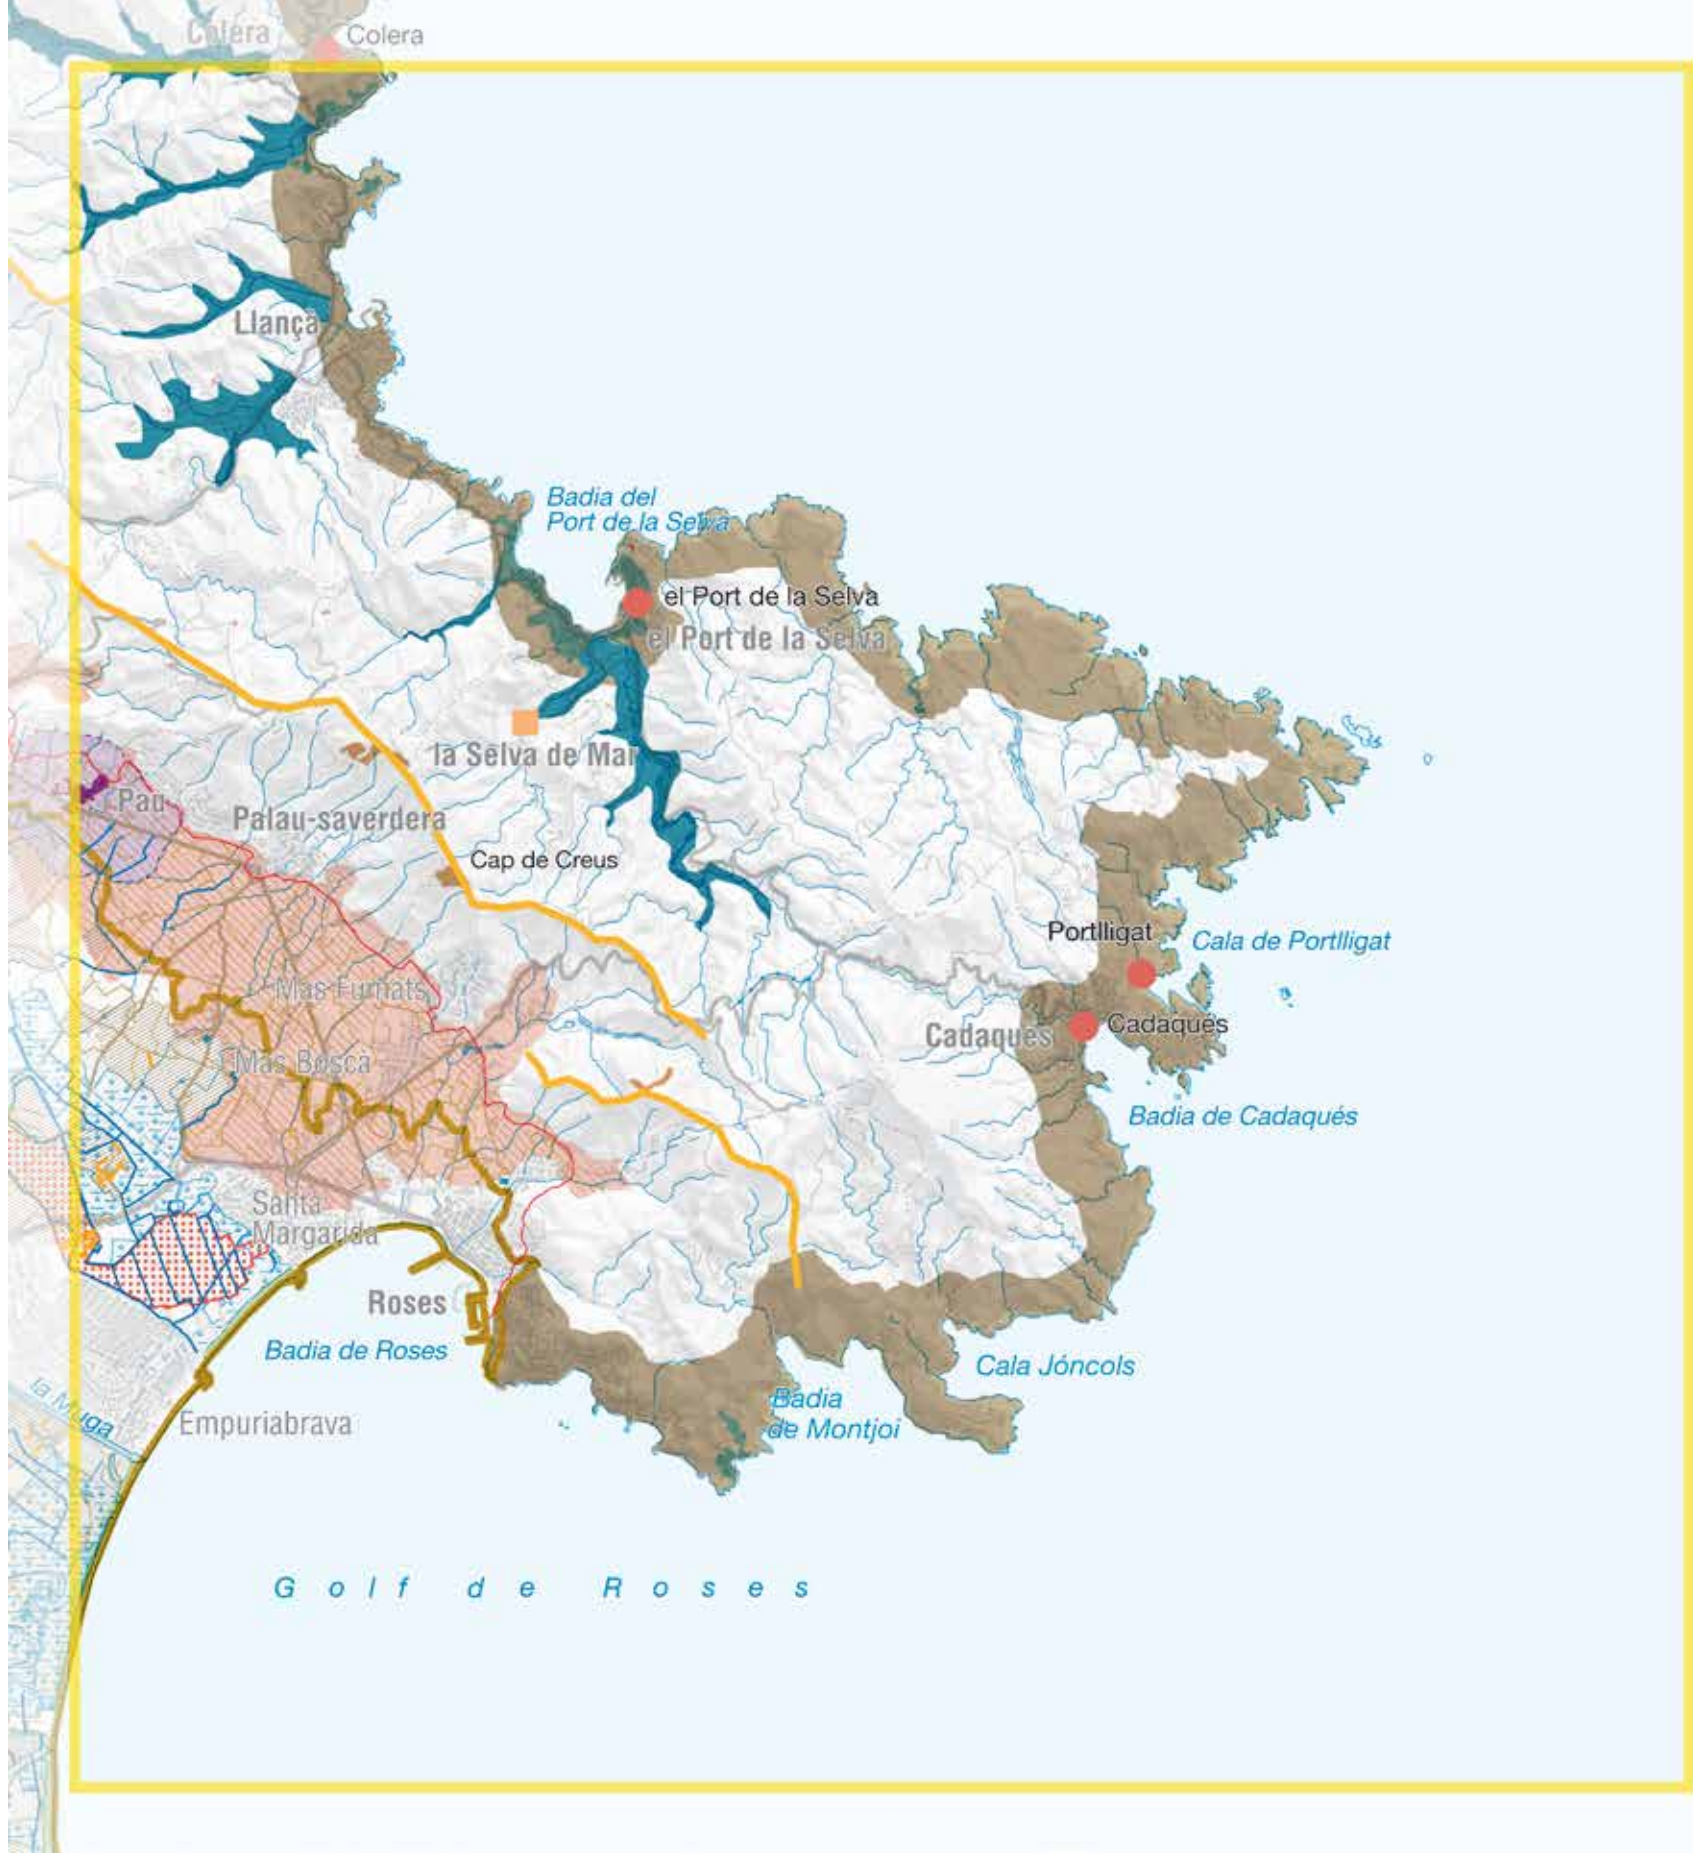 Colera
Colera
Llançà
Badia del
Port de la Selva
el Port de la Selva
el Port de la Selva
la Selva de Mar
Pau
Palau-saverdera
Cap de Creus
Portlligat
Cala de Portlligat
Mas Fumats
Cadaqués
Cadaqués
Mas Bosca
Badia de Cadaqués
Santa
Margarida
Roses
Badia de Roses
Cala Jóncols
Badia
de Montjoi
la Muga
Empuriabrava
Golf de Roses